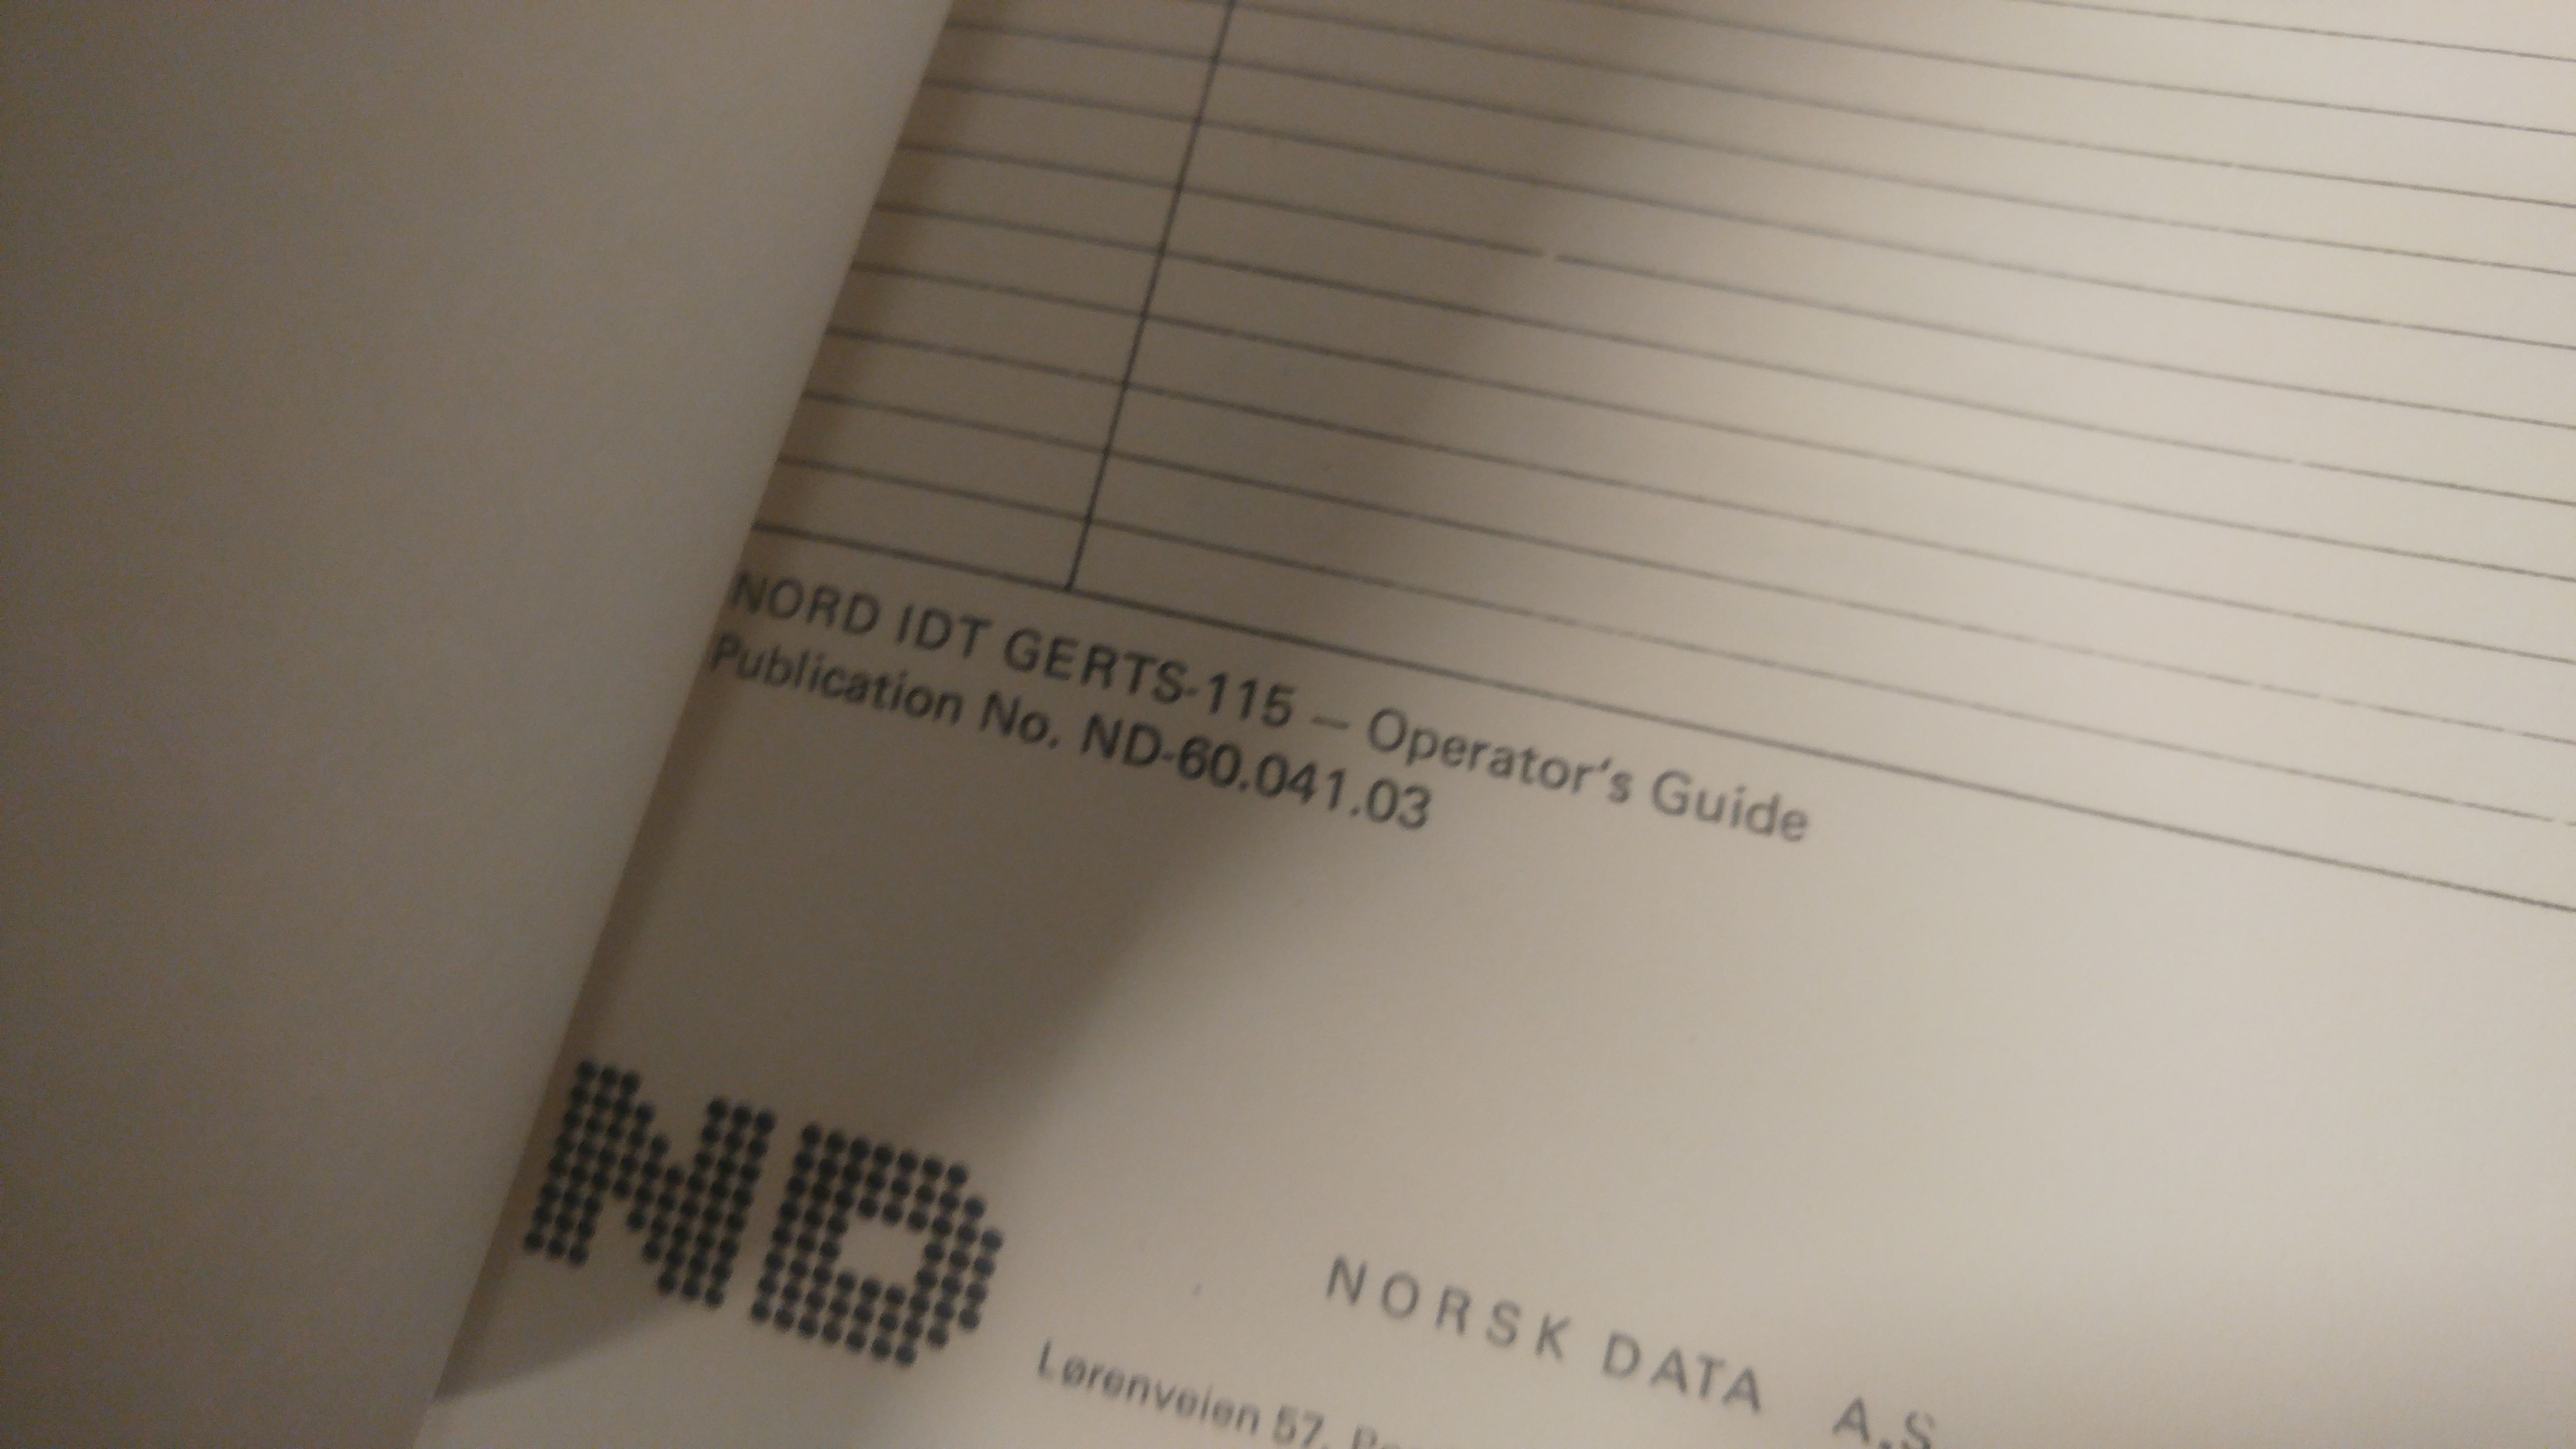 NORD IDT GERTS-115 – Operator's Guide
Publication No. ND-60.041.03
ND
NORSK DATA A.S
Lørenveien 57,